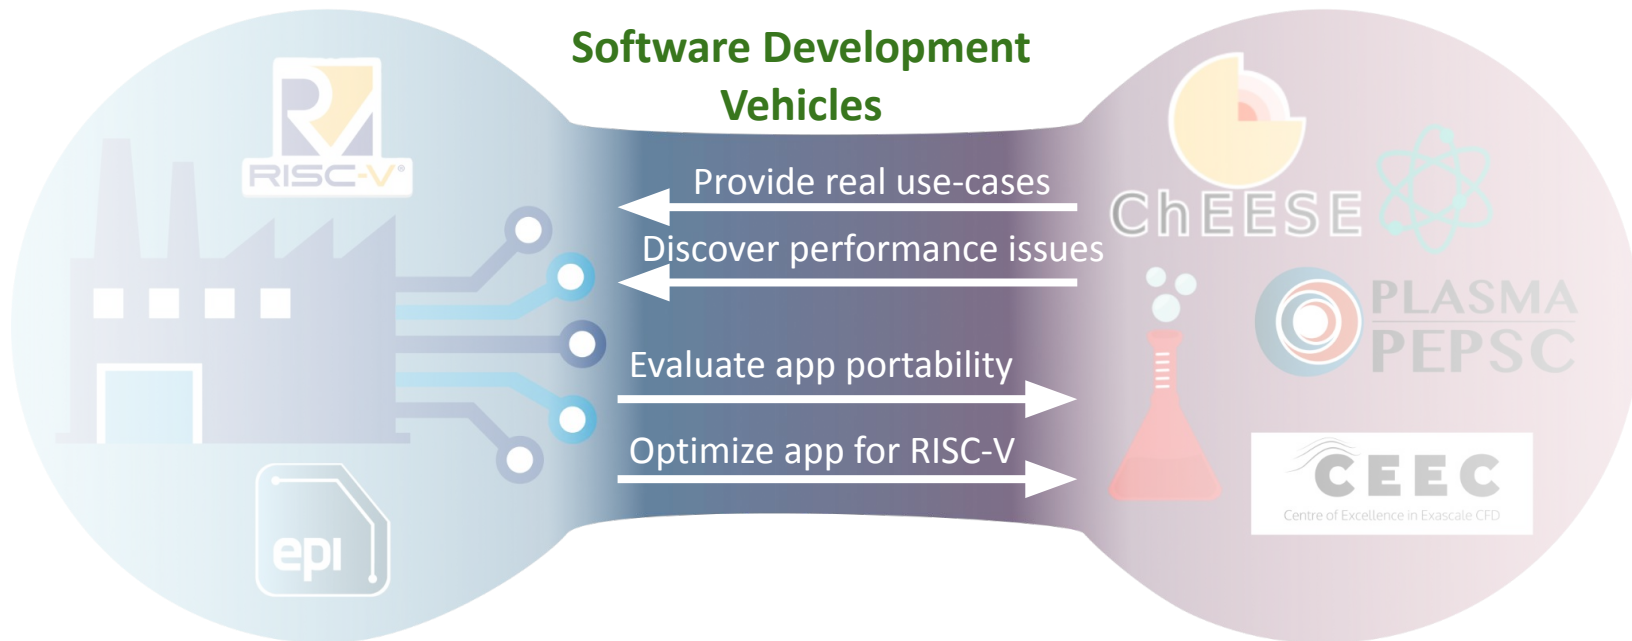 Software Development
Vehicles
RISC-V®
Provide real use-cases
Discover performance issues
Evaluate app portability
Optimize app for RISC-V
epi
ChEESE
PLASMA
PEPSC
CEEC
Centre of Excellence in Exascale CFD